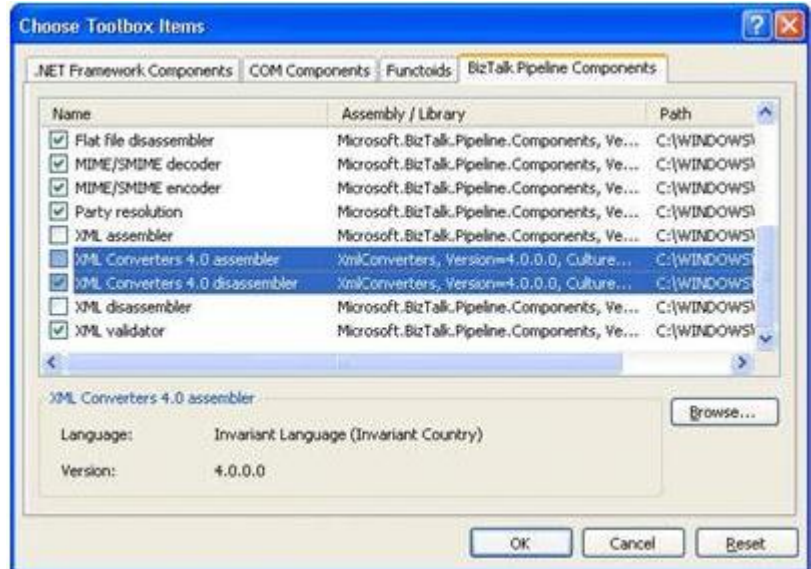 Choose Toolbox Items
.NET Framework Components COM Components Functoids BizTalk Pipeline Components
Name Assembly / Library Path
Flat file disassembler Microsoft.BizTalk.Pipeline.Components, Ve... C:\WINDOWS\
MIME/SMIME decoder Microsoft.BizTalk.Pipeline.Components, Ve... C:\WINDOWS\
MIME/SMIME encoder Microsoft.BizTalk.Pipeline.Components, Ve... C:\WINDOWS\
Party resolution Microsoft.BizTalk.Pipeline.Components, Ve... C:\WINDOWS\
XML assembler Microsoft.BizTalk.Pipeline.Components, Ve... C:\WINDOWS\
XML Converters 4.0 assembler XmlConverters, Version=4.0.0.0, Culture... C:\WINDOWS\
XML Converters 4.0 disassembler XmlConverters, Version=4.0.0.0, Culture... C:\WINDOWS\
XML disassembler Microsoft.BizTalk.Pipeline.Components, Ve... C:\WINDOWS\
XML validator Microsoft.BizTalk.Pipeline.Components, Ve... C:\WINDOWS\
XML Converters 4.0 assembler
Browse...
Language: Invariant Language (Invariant Country)
Version: 4.0.0.0
OK Cancel Reset